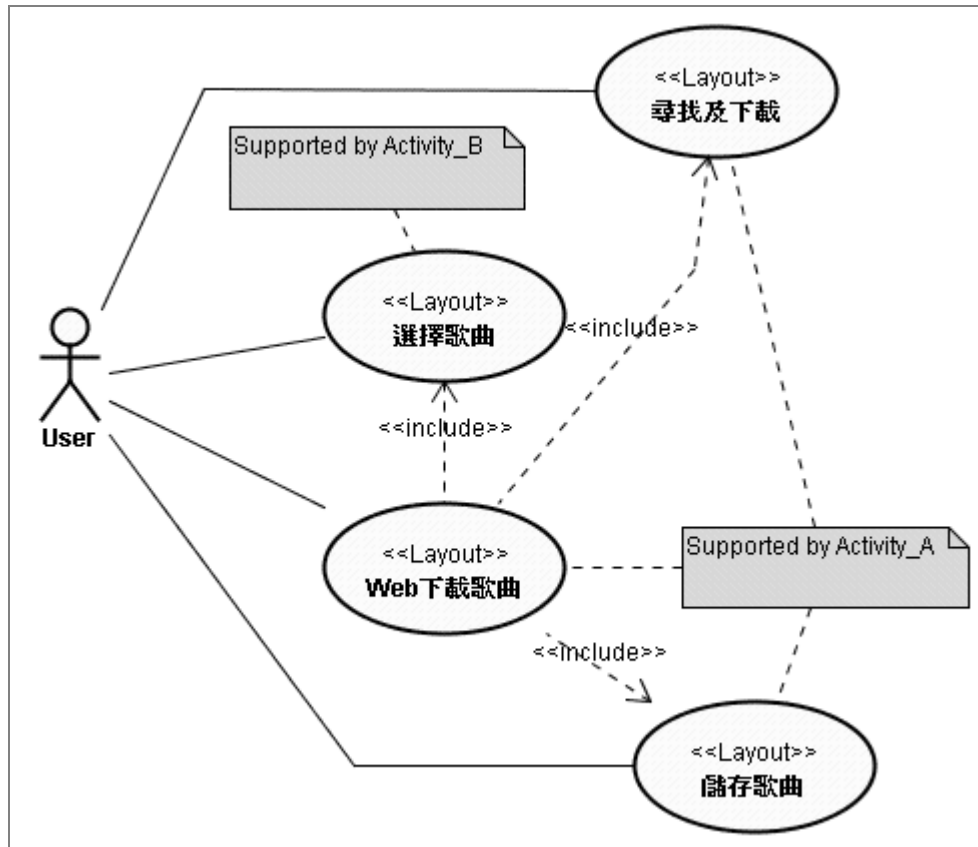 <<Layout>>
尋找及下載
Supported by Activity_B
<<Layout>>
選擇歌曲
<<include>>
<<include>>
User
<<Layout>>
Web下載歌曲
Supported by Activity_A
<<include>>
<<Layout>>
儲存歌曲